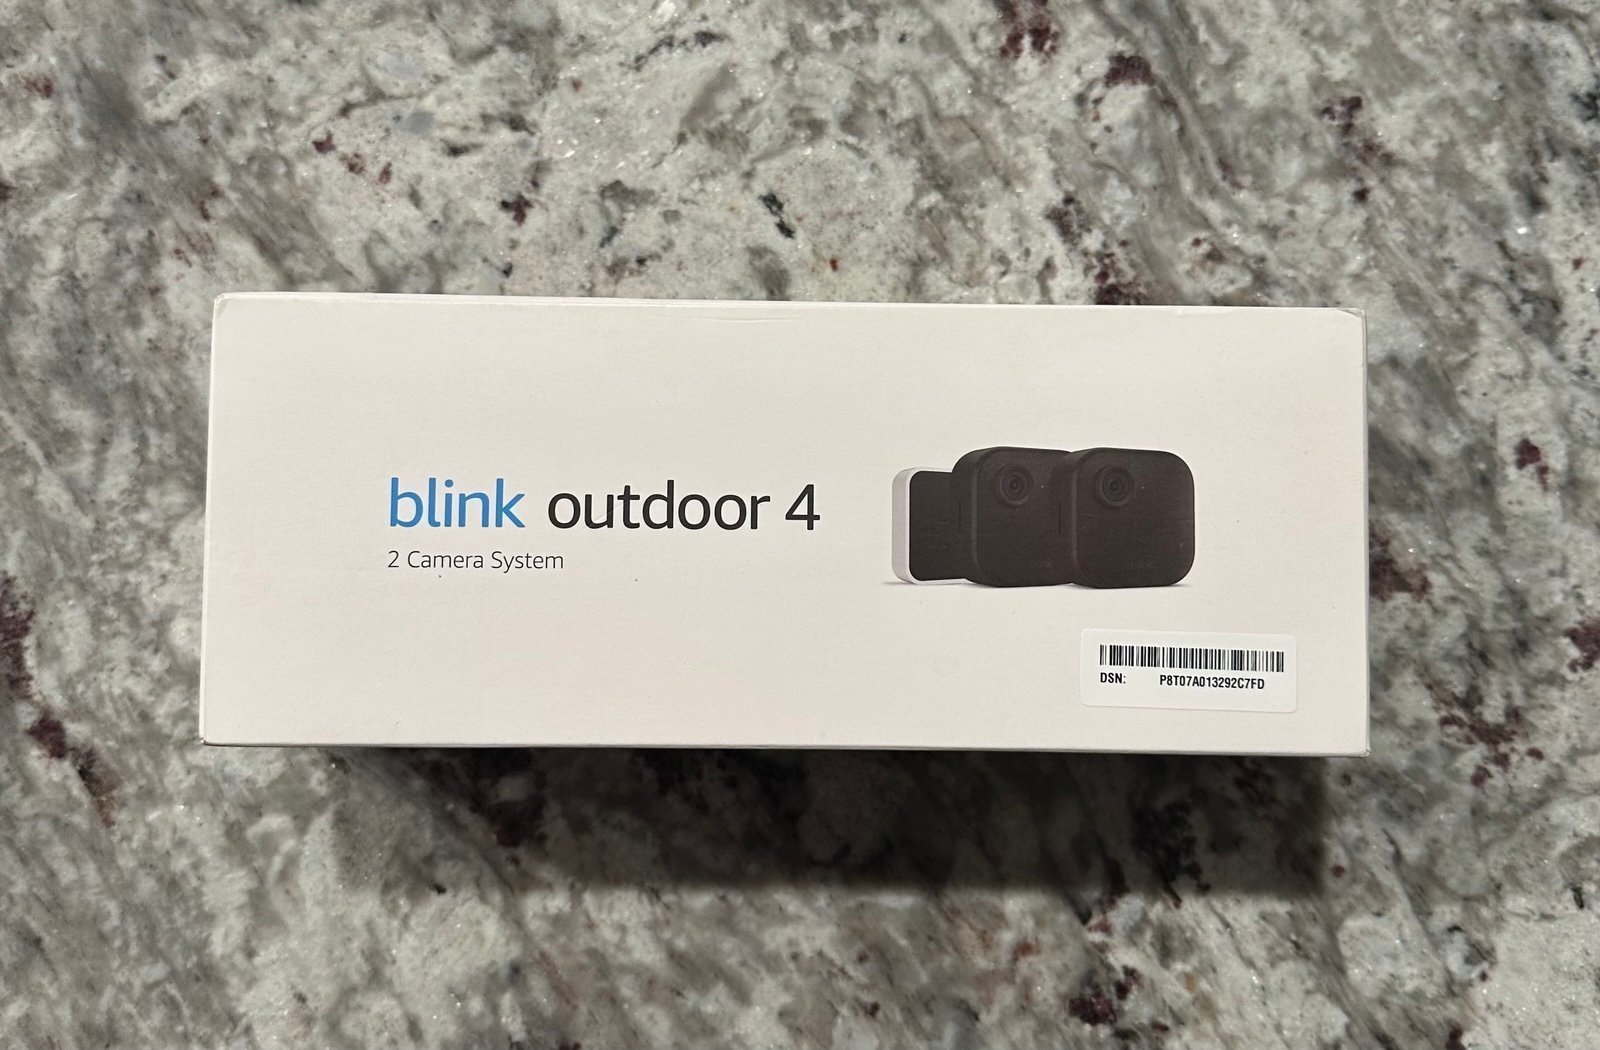 blink outdoor 4
2 Camera System
DSN: P8T07A013292C7FD